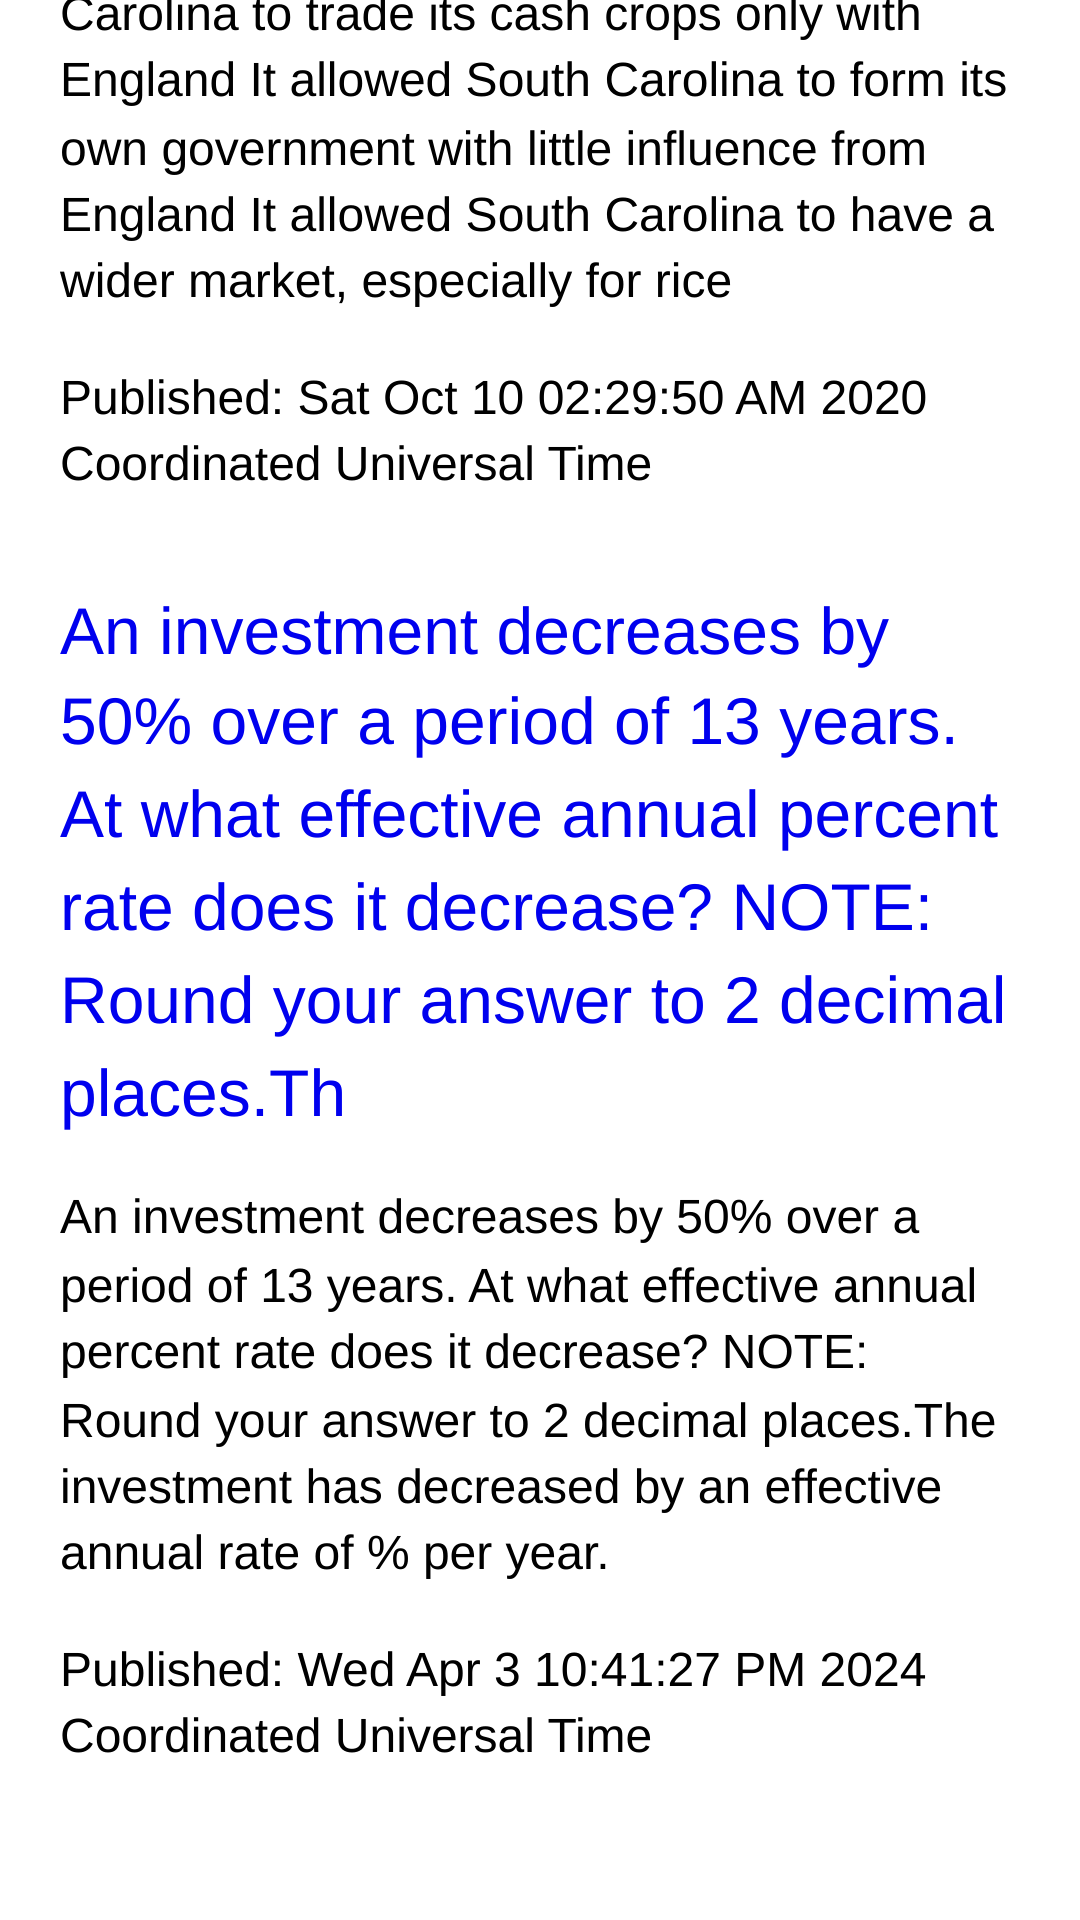 Carolina to trade its cash crops only with
England It allowed South Carolina to form its
own government with little influence from
England It allowed South Carolina to have a
wider market, especially for rice
Published: Sat Oct 10 02:29:50 AM 2020
Coordinated Universal Time
An investment decreases by
50% over a period of 13 years.
At what effective annual percent
rate does it decrease? NOTE:
Round your answer to 2 decimal
places.Th
An investment decreases by 50% over a
period of 13 years. At what effective annual
percent rate does it decrease? NOTE:
Round your answer to 2 decimal places.The
investment has decreased by an effective
annual rate of % per year.
Published: Wed Apr 3 10:41:27 PM 2024
Coordinated Universal Time